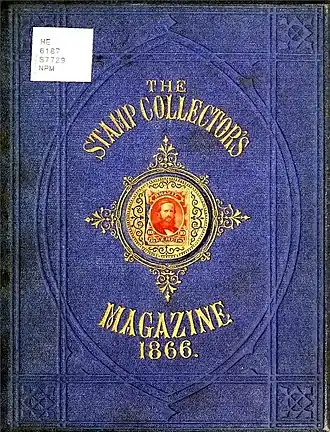 HE
6187
S7729
NPM
THE
STAMP COLLECTOR'S
MAGAZINE
1866.